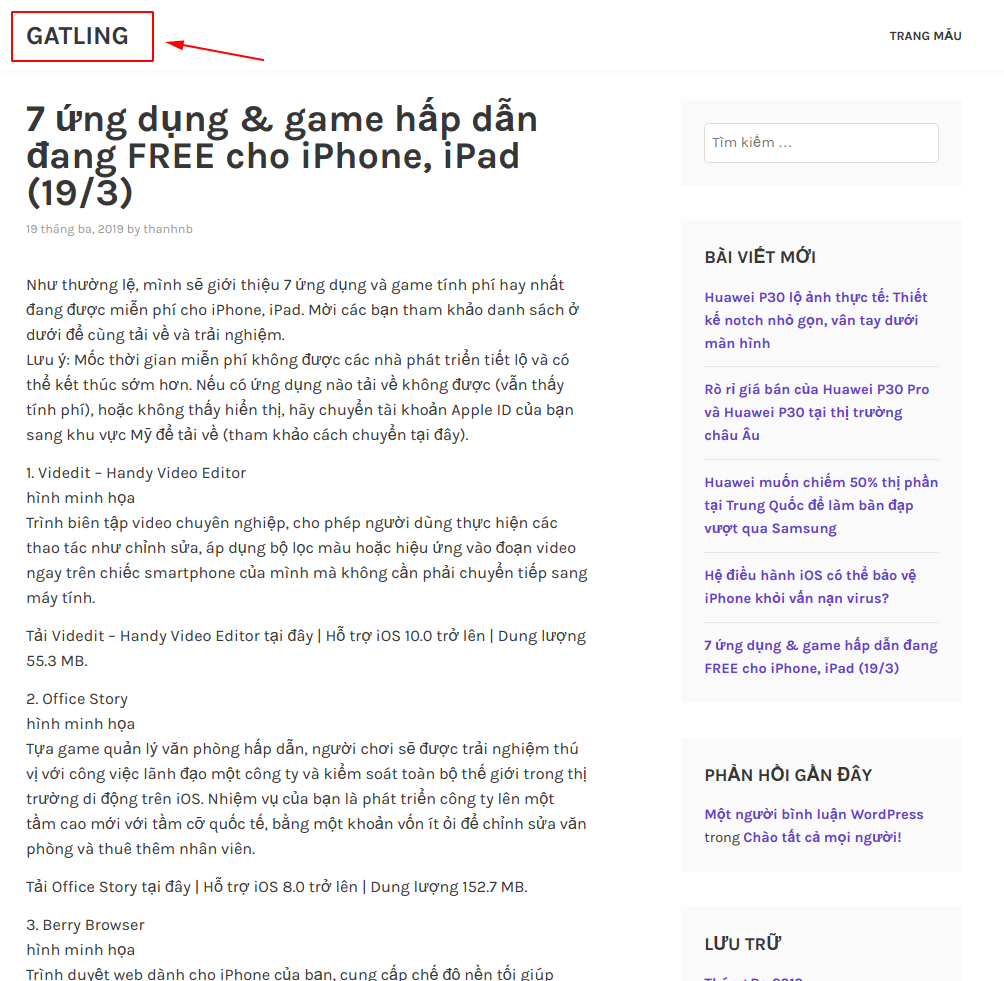 GATLING
TRANG MẪU
7 ứng dụng & game hấp dẫn
đang FREE cho iPhone, iPad
(19/3)
19 tháng ba, 2019 by thanhnb
Như thường lệ, mình sẽ giới thiệu 7 ứng dụng và game tính phí hay nhất
đang được miễn phí cho iPhone, iPad. Mời các bạn tham khảo danh sách ở
dưới để cùng tải về và trải nghiệm.
Lưu ý: Mốc thời gian miễn phí không được các nhà phát triển tiết lộ và có
thể kết thúc sớm hơn. Nếu có ứng dụng nào tải về không được (vẫn thấy
tính phí), hoặc không thấy hiển thị, hãy chuyển tài khoản Apple ID của bạn
sang khu vực Mỹ để tải về (tham khảo cách chuyển tại đây).
1. Videdit – Handy Video Editor
hình minh họa
Trình biên tập video chuyên nghiệp, cho phép người dùng thực hiện các
thao tác như chỉnh sửa, áp dụng bộ lọc màu hoặc hiệu ứng vào đoạn video
ngay trên chiếc smartphone của mình mà không cần phải chuyển tiếp sang
máy tính.
Tải Videdit – Handy Video Editor tại đây | Hỗ trợ iOS 10.0 trở lên | Dung lượng
55.3 MB.
2. Office Story
hình minh họa
Tựa game quản lý văn phòng hấp dẫn, người chơi sẽ được trải nghiệm thú
vị với công việc lãnh đạo một công ty và kiểm soát toàn bộ thế giới trong thị
trường di động trên iOS. Nhiệm vụ của bạn là phát triển công ty lên một
tầm cao mới với tầm cỡ quốc tế, bằng một khoản vốn ít ỏi để chỉnh sửa văn
phòng và thuê thêm nhân viên.
Tải Office Story tại đây | Hỗ trợ iOS 8.0 trở lên | Dung lượng 152.7 MB.
3. Berry Browser
hình minh họa
Trình duyệt web dành cho iPhone của bạn, cung cấp chế độ nền tối giúp
Tìm kiếm …
BÀI VIẾT MỚI
Huawei P30 lộ ảnh thực tế: Thiết
kế notch nhỏ gọn, vân tay dưới
màn hình
Rò rỉ giá bán của Huawei P30 Pro
và Huawei P30 tại thị trường
châu Âu
Huawei muốn chiếm 50% thị phần
tại Trung Quốc để làm bàn đạp
vượt qua Samsung
Hệ điều hành iOS có thể bảo vệ
iPhone khỏi vấn nạn virus?
7 ứng dụng & game hấp dẫn đang
FREE cho iPhone, iPad (19/3)
PHẢN HỒI GẦN ĐÂY
Một người bình luận WordPress
trong Chào tất cả mọi người!
LƯU TRỮ
Tháng Ba 2019